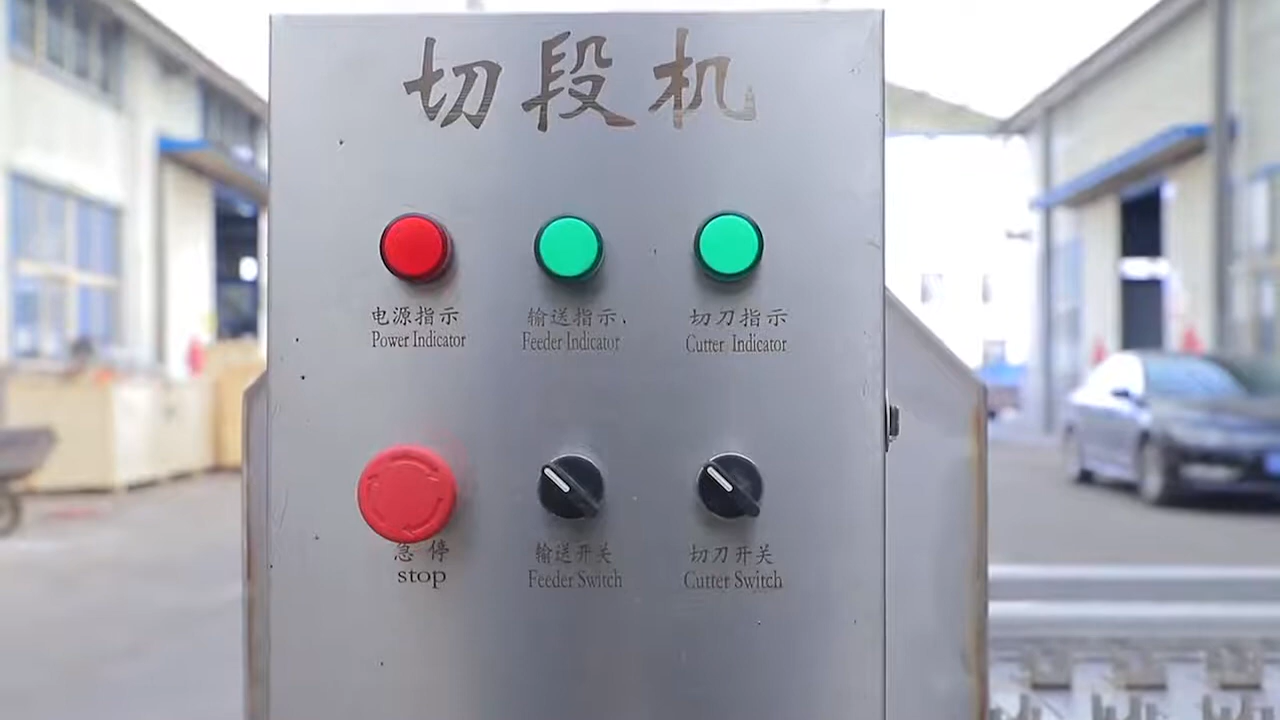 切段机
电源指示
Power Indicator
输送指示
Feeder Indicator
切刀指示
Cutter Indicator
急停
stop
输送开关
Feeder Switch
切刀开关
Cutter Switch